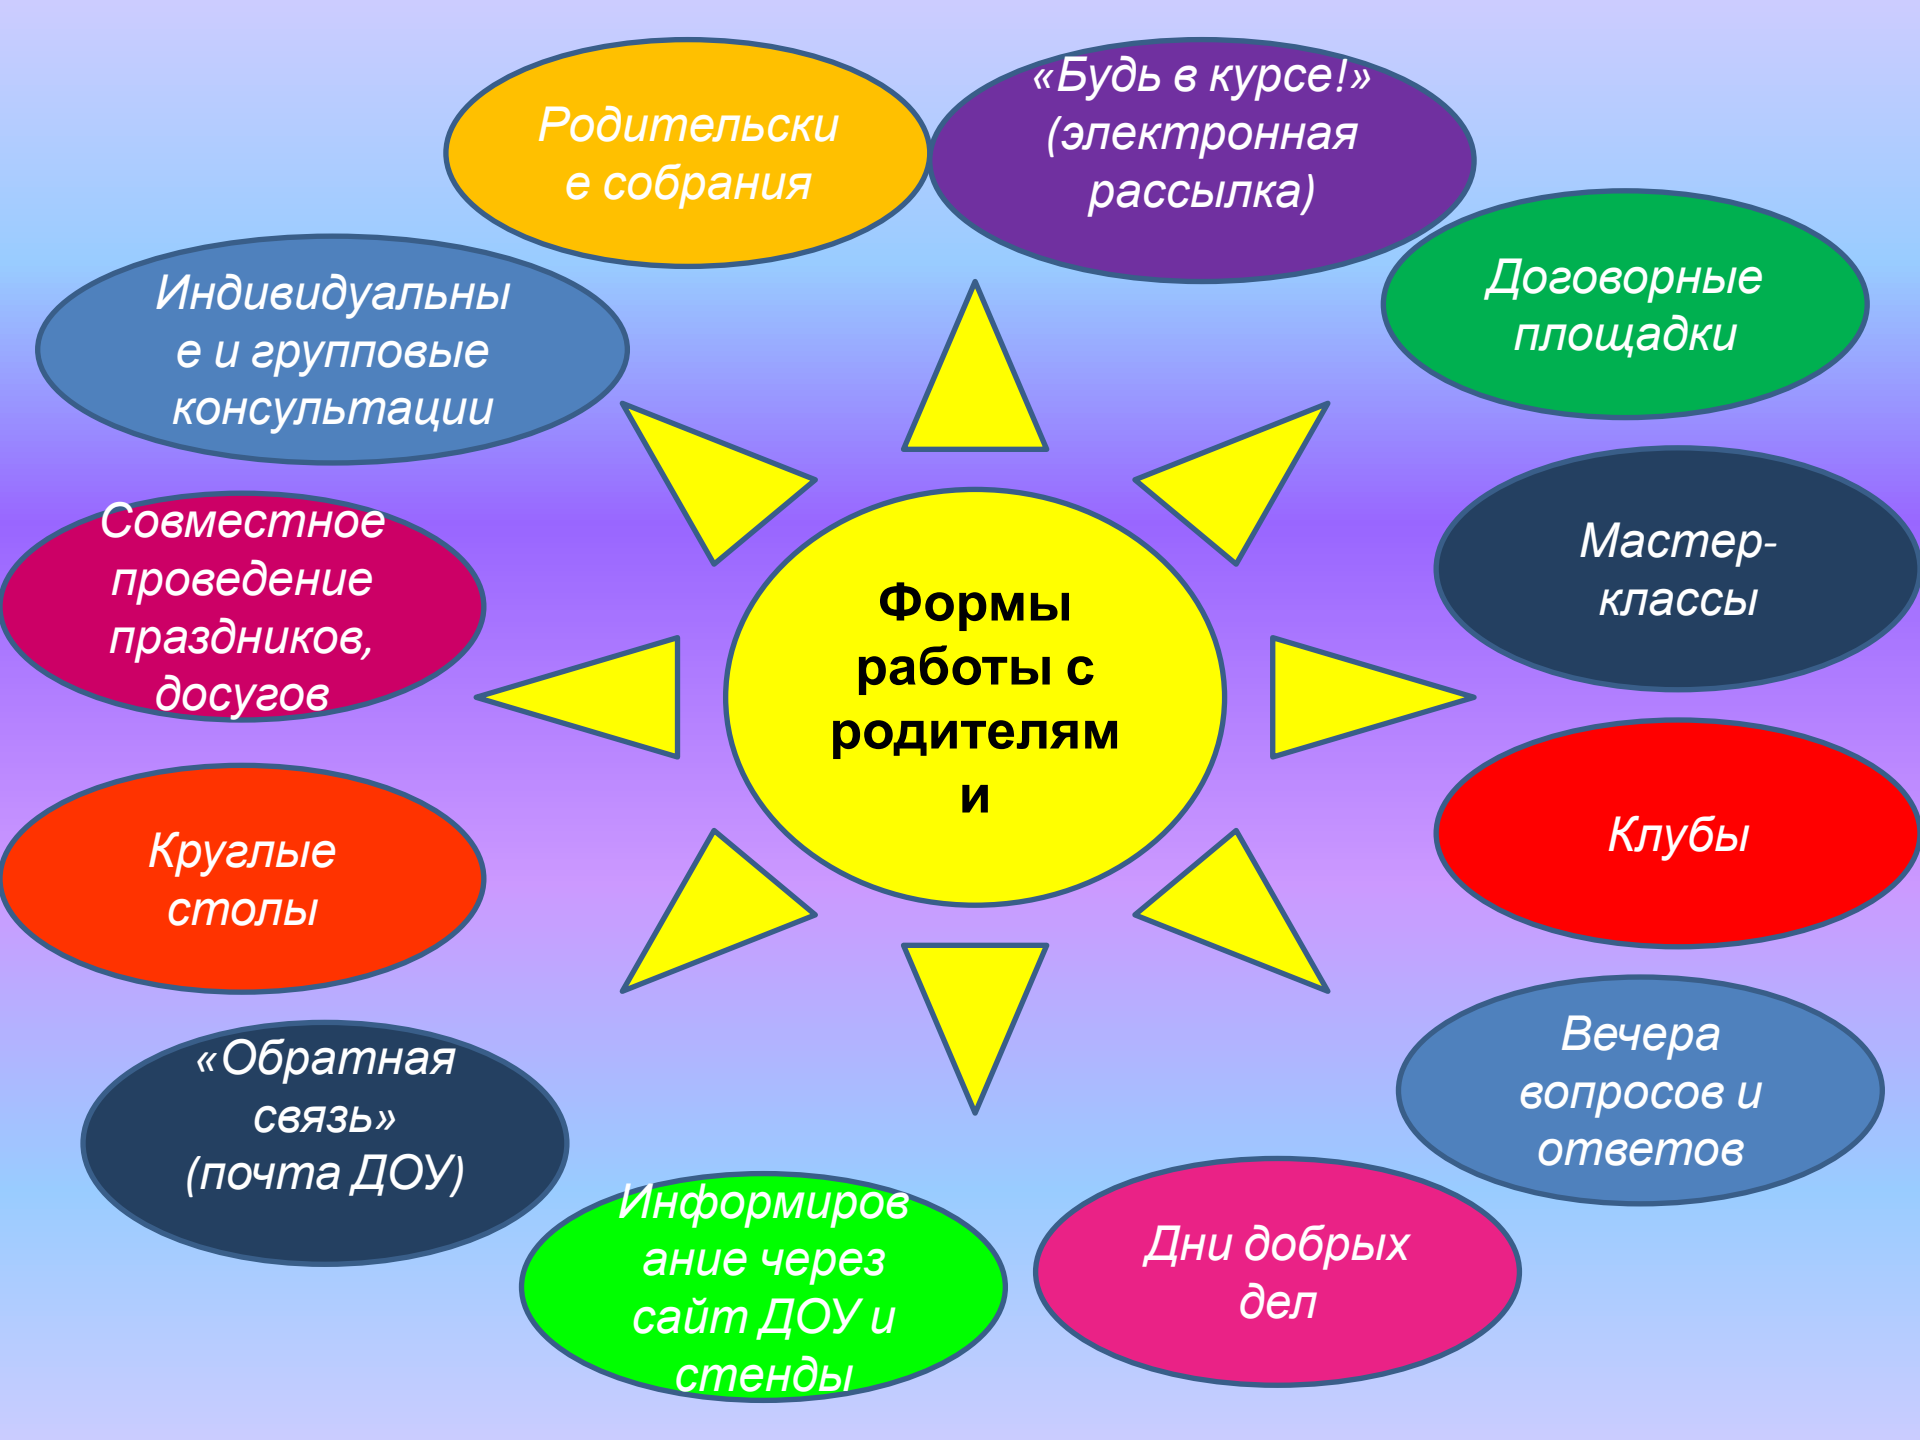 Родительски
е собрания
«Будь в курсе!»
(электронная
рассылка)
Договорные
площадки
Индивидуальны
е и групповые
консультации
Мастер-
классы
Совместное
проведение
праздников,
досугов
Формы
работы с
родителям
и
Клубы
Круглые
столы
Вечера
вопросов и
ответов
«Обратная
связь»
(почта ДОУ)
Информиров
ание через
сайт ДОУ и
стенды
Дни добрых
дел